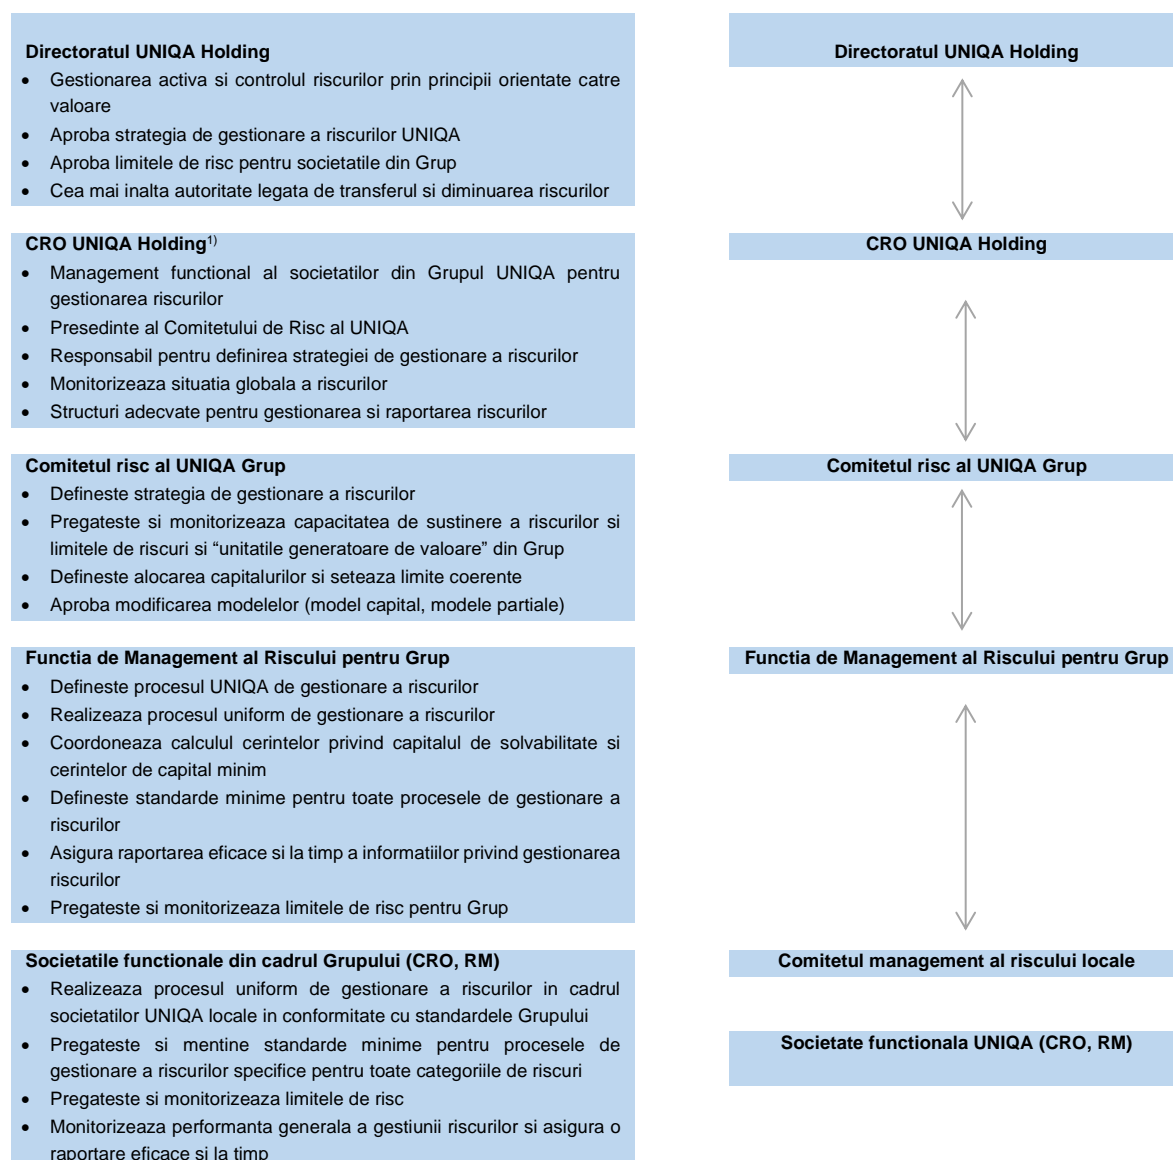 Directoratul UNIQA Holding
• Gestionarea activa si controlul riscurilor prin principii orientate catre
valoare
• Aproba strategia de gestionare a riscurilor UNIQA
• Aproba limitele de risc pentru societatile din Grup
• Cea mai inalta autoritate legata de transferul si diminuarea riscurilor
CRO UNIQA Holding1)
• Management functional al societatilor din Grupul UNIQA pentru
gestionarea riscurilor
• Presedinte al Comitetului de Risc al UNIQA
• Responsabil pentru definirea strategiei de gestionare a riscurilor
• Monitorizeaza situatia globala a riscurilor
• Structuri adecvate pentru gestionarea si raportarea riscurilor
Comitetul risc al UNIQA Grup
• Defineste strategia de gestionare a riscurilor
• Pregateste si monitorizeaza capacitatea de sustinere a riscurilor si
limitele de riscuri si “unitatile generatoare de valoare” din Grup
• Defineste alocarea capitalurilor si seteaza limite coerente
• Aproba modificarea modelelor (model capital, modele partiale)
Functia de Management al Riscului pentru Grup
• Defineste procesul UNIQA de gestionare a riscurilor
• Realizeaza procesul uniform de gestionare a riscurilor
• Coordoneaza calculul cerintelor privind capitalul de solvabilitate si
cerintelor de capital minim
• Defineste standarde minime pentru toate procesele de gestionare a
riscurilor
• Asigura raportarea eficace si la timp a informatiilor privind gestionarea
riscurilor
• Pregateste si monitorizeaza limitele de risc pentru Grup
Societatile functionale din cadrul Grupului (CRO, RM)
• Realizeaza procesul uniform de gestionare a riscurilor in cadrul
societatilor UNIQA locale in conformitate cu standardele Grupului
• Pregateste si mentine standarde minime pentru procesele de
gestionare a riscurilor specifice pentru toate categoriile de riscuri
• Pregateste si monitorizeaza limitele de risc
• Monitorizeaza performanta generala a gestiunii riscurilor si asigura o
raportare eficace si la timp
Directoratul UNIQA Holding
CRO UNIQA Holding
Comitetul risc al UNIQA Grup
Functia de Management al Riscului pentru Grup
Comitetul management al riscului locale
Societate functionala UNIQA (CRO, RM)